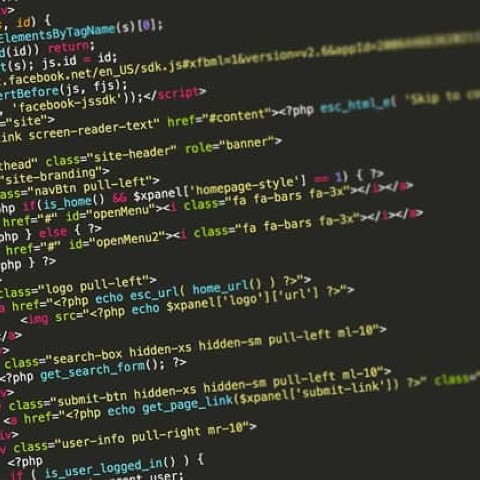 v>
s, id) {
ElementsByTagName(s)[0];
d(id)) return;
t(s); js.id = id;
.facebook.net/en_US/sdk.js#xfbml=1&version=v2.6&appId=
ertBefore(js, fjs);
, 'facebook-jssdk'));</script>
="site">
ink screen-reader-text" href="#content"><?php esc_html_e( 'Skip to co
thead" class="site-header" role="banner">
"site-branding">
ass="navBtn pull-left">
php if(is_home() && $xpanel['homepage-style'] == 1) { ?>
href="#" id="openMenu"><i class="fa fa-bars fa-3x"></i></a>
php } else { ?>
href="#" id="openMenu2"><i class="fa fa-bars fa-3x"></i></a>
php } ?>
class="logo pull-left">
a href="<?php echo esc_url( home_url() ) ?>">
<img src="<?php echo $xpanel['logo']['url'] ?>">
/a>
>
class="search-box hidden-xs hidden-sm pull-left ml-10">
<?php get_search_form(); ?>
v>
class="submit-btn hidden-xs hidden-sm pull-left ml-10">
<a href="<?php echo get_page_link($xpanel['submit-link']) ?>" class=
iv>
v class="user-info pull-right mr-10">
<?php
if ( is_user_logged_in() ) {
user;